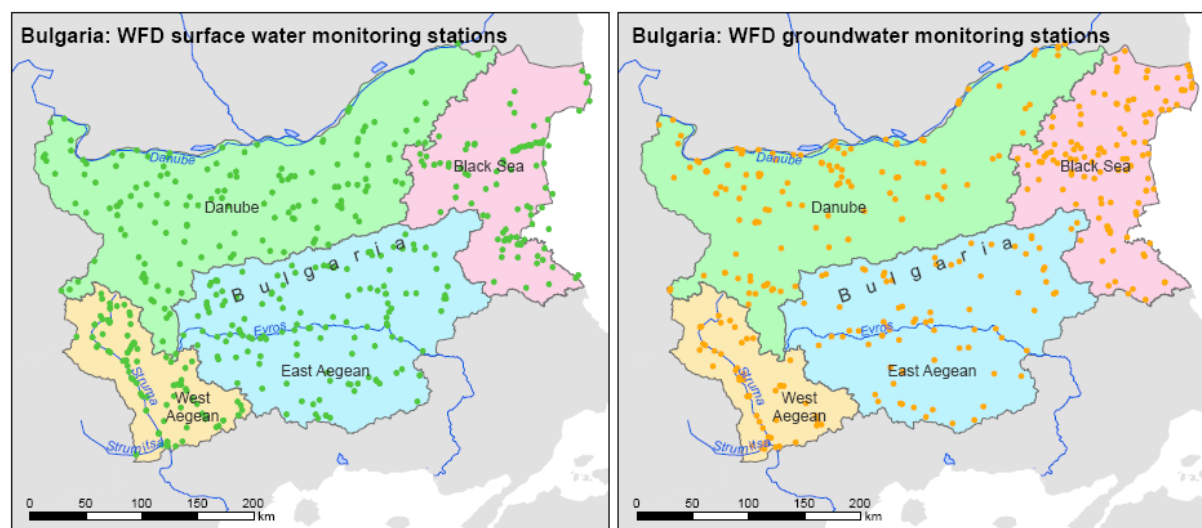 Bulgaria: WFD surface water monitoring stations
Danube
Black Sea
Danube
Bulgaria
Evros
East Aegean
Struma
West
Aegean
Strumitsa
0 50 100 150 200
km
Bulgaria: WFD groundwater monitoring stations
Danube
Black Sea
Danube
Bulgaria
Evros
East Aegean
Struma
West
Aegean
Strumitsa
0 50 100 150 200
km